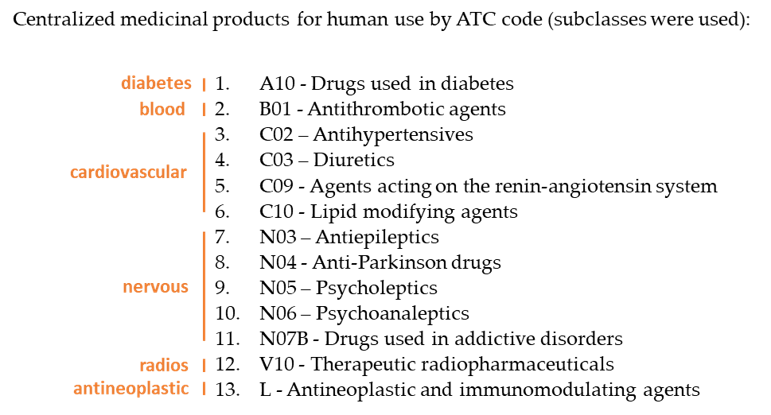 Centralized medicinal products for human use by ATC code (subclasses were used):
diabetes 1. A10 - Drugs used in diabetes
blood 2. B01 - Antithrombotic agents
3. C02 – Antihypertensives
4. C03 – Diuretics
cardiovascular
5. C09 - Agents acting on the renin-angiotensin system
6. C10 - Lipid modifying agents
7. N03 – Antiepileptics
8. N04 - Anti-Parkinson drugs
nervous 9. N05 – Psycholeptics
10. N06 – Psychoanaleptics
11. N07B - Drugs used in addictive disorders
radios 12. V10 - Therapeutic radiopharmaceuticals
antineoplastic 13. L - Antineoplastic and immunomodulating agents